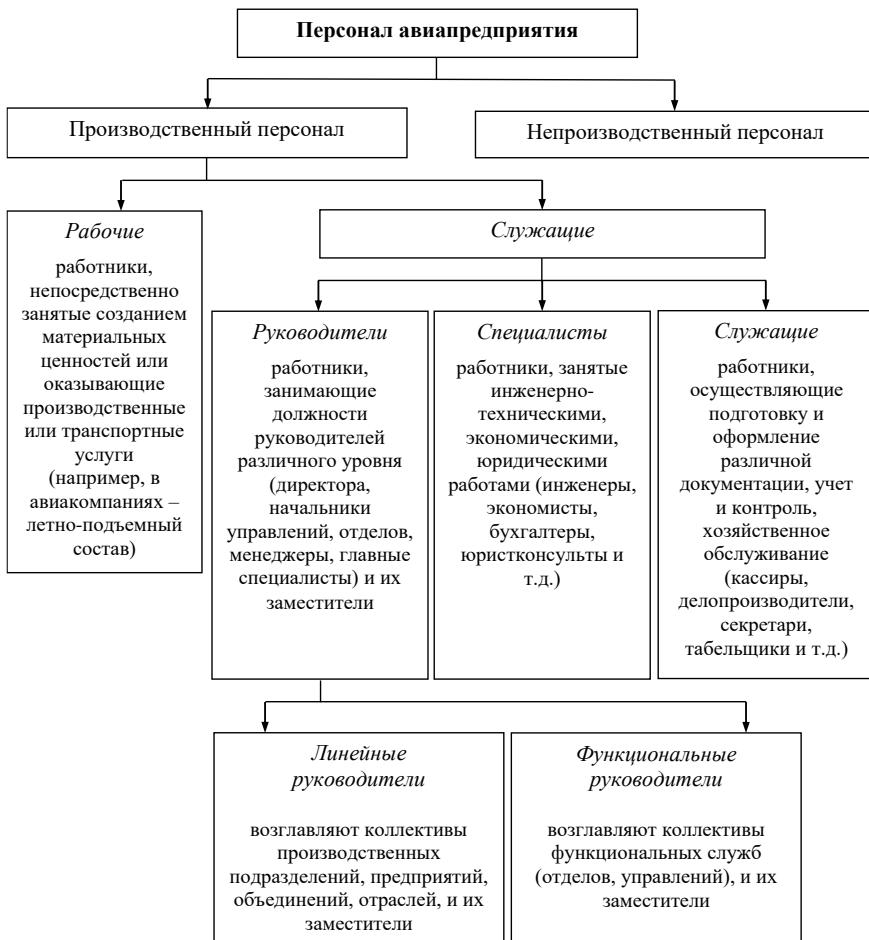 Персонал авиапредприятия
Производственный персонал
Непроизводственный персонал
Рабочие
работники,
непосредственно
занятые созданием
материальных
ценностей или
оказывающие
производственные
или транспортные
услуги
(например, в
авиакомпаниях –
летно-подъемный
состав)
Служащие
Руководители
работники,
занимающие
должности
руководителей
различного уровня
(директора,
начальники
управлений, отделов,
менеджеры, главные
специалисты) и их
заместители
Специалисты
работники, занятые
инженерно-
техническими,
экономическими,
юридическими
работами (инженеры,
экономисты,
бухгалтеры,
юристконсульты и
т.д.)
Служащие
работники,
осуществляющие
подготовку и
оформление
различной
документации, учет
и контроль,
хозяйственное
обслуживание
(кассиры,
делопроизводители,
секретари,
табельщики и т.д.)
Линейные
руководители
возглавляют коллективы
производственных
подразделений, предприятий,
объединений, отраслей, и их
заместители
Функциональные
руководители
возглавляют коллективы
функциональных служб
(отделов, управлений), и их
заместители